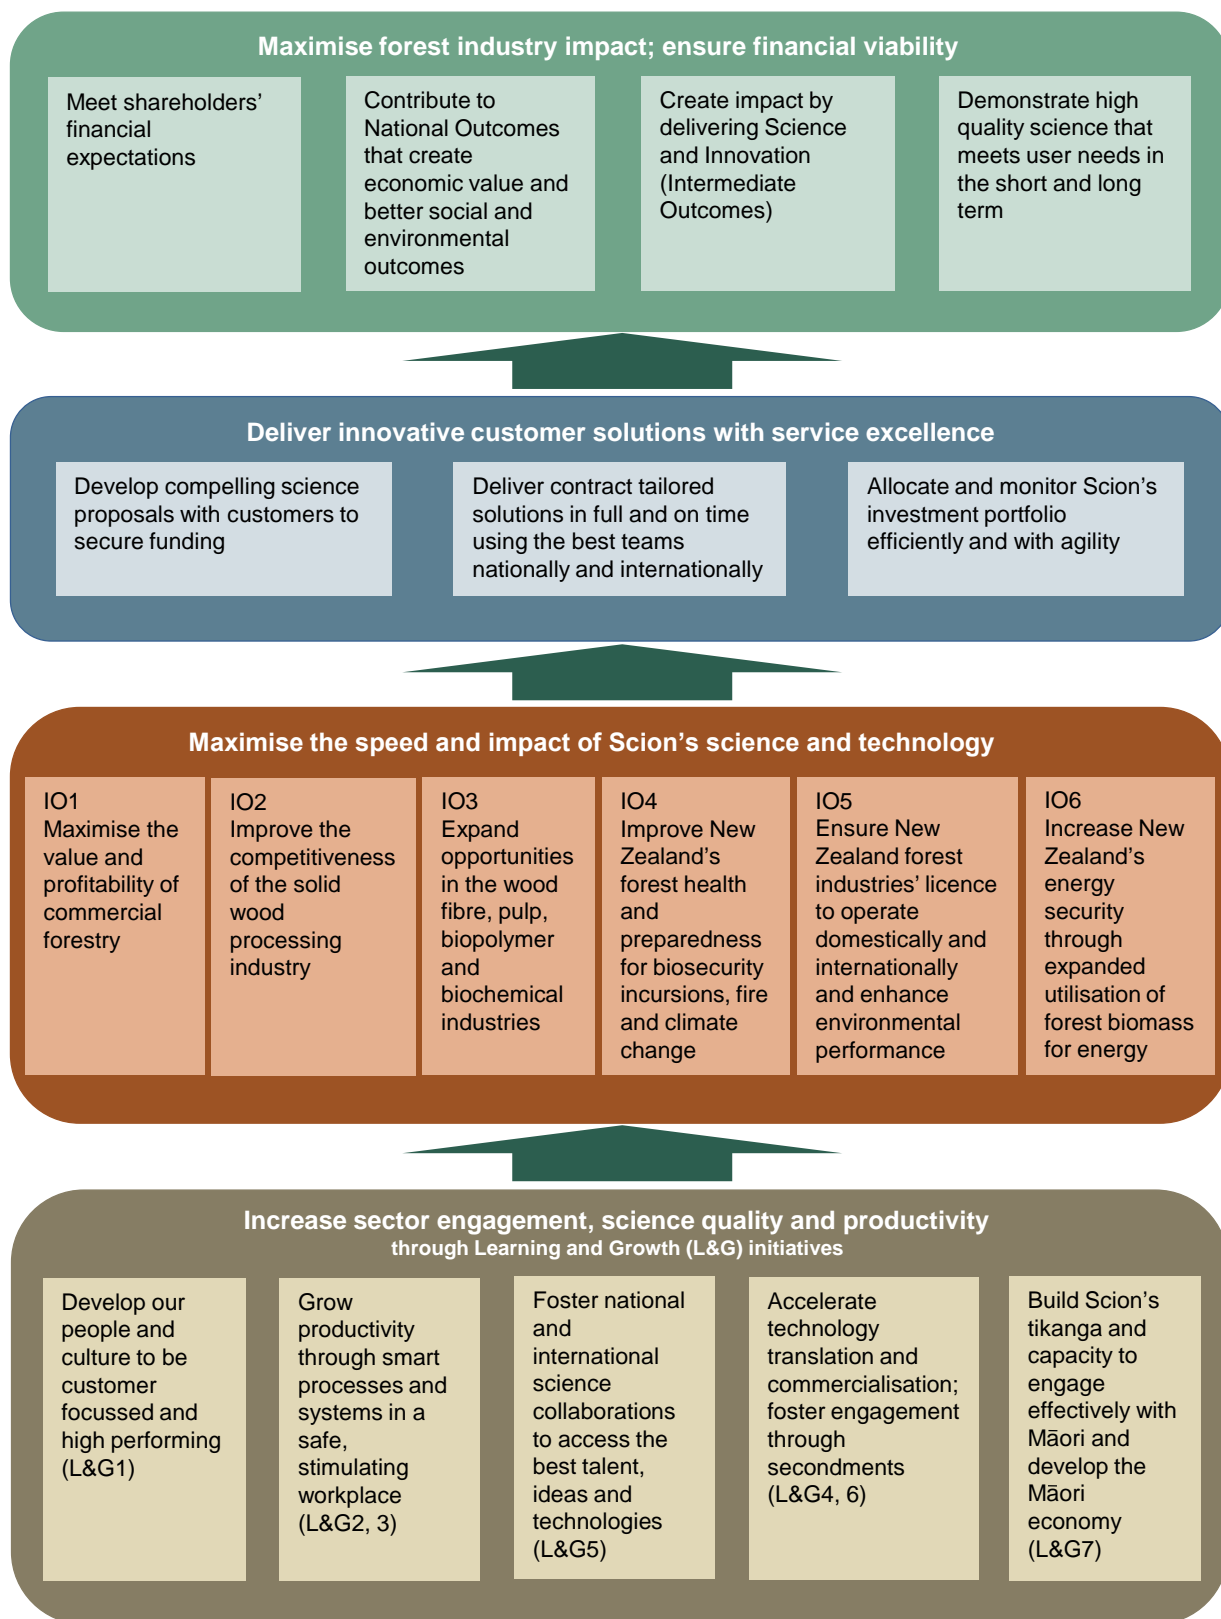 Maximise forest industry impact; ensure financial viability
Meet shareholders'
financial
expectations
Contribute to
National Outcomes
that create
economic value and
better social and
environmental
outcomes
Create impact by
delivering Science
and Innovation
(Intermediate
Outcomes)
Demonstrate high
quality science that
meets user needs in
the short and long
term
Deliver innovative customer solutions with service excellence
Develop compelling science
proposals with customers to
secure funding
Deliver contract tailored
solutions in full and on time
using the best teams
nationally and internationally
Allocate and monitor Scion's
investment portfolio
efficiently and with agility
Maximise the speed and impact of Scion's science and technology
IO1
Maximise the
value and
profitability of
commercial
forestry
IO2
Improve the
competitiveness
of the solid
wood
processing
industry
IO3
Expand
opportunities
in the wood
fibre, pulp,
biopolymer
and
biochemical
industries
IO4
Improve New
Zealand's
forest health
and
preparedness
for biosecurity
incursions, fire
and climate
change
IO5
Ensure New
Zealand forest
industries' licence
to operate
domestically and
internationally
and enhance
environmental
performance
IO6
Increase New
Zealand's
energy
security
through
expanded
utilisation of
forest biomass
for energy
Increase sector engagement, science quality and productivity
through Learning and Growth (L&G) initiatives
Develop our
people and
culture to be
customer
focussed and
high performing
(L&G1)
Grow
productivity
through smart
processes and
systems in a
safe,
stimulating
workplace
(L&G2, 3)
Foster national
and
international
science
collaborations
to access the
best talent,
ideas and
technologies
(L&G5)
Accelerate
technology
translation and
commercialisation;
foster engagement
through
secondments
(L&G4, 6)
Build Scion's
tikanga and
capacity to
engage
effectively with
Māori and
develop the
Māori
economy
(L&G7)